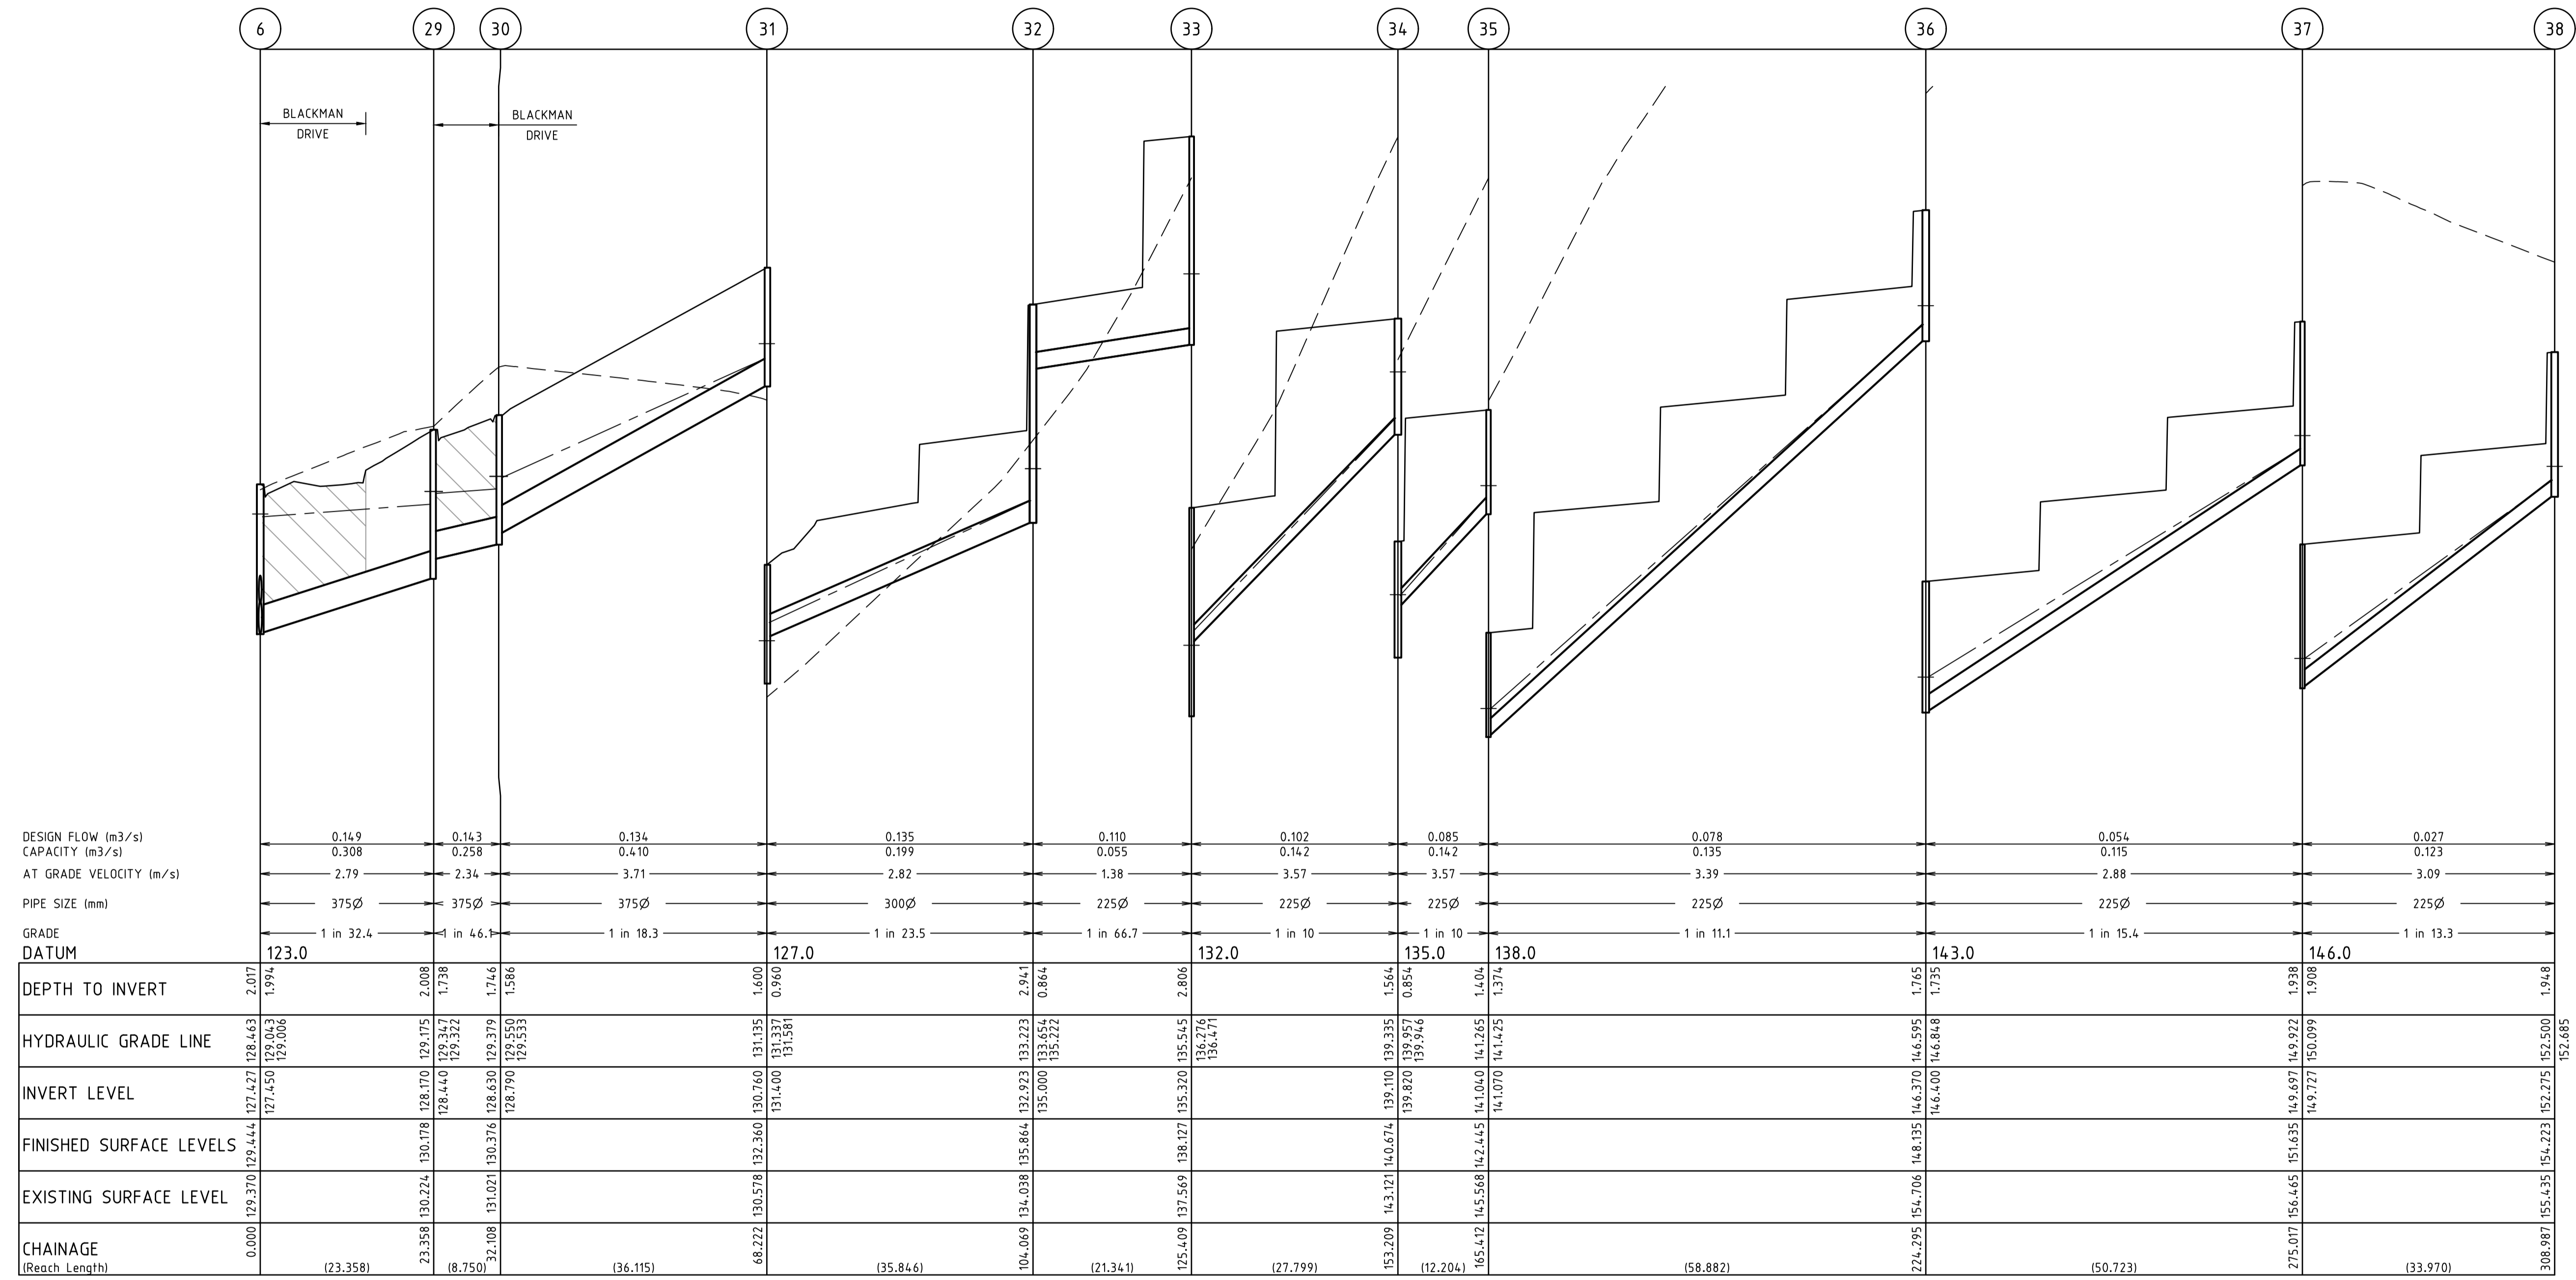 6 29 30 31 32 33 34 35 36 37 38
BLACKMAN
DRIVE
BLACKMAN
DRIVE
DESIGN FLOW (m3/s) 0.149 0.143 0.134 0.135 0.110 0.102 0.085 0.078 0.054 0.027
CAPACITY (m3/s) 0.308 0.258 0.410 0.199 0.055 0.142 0.142 0.135 0.115 0.123
AT GRADE VELOCITY (m/s) 2.79 2.34 3.71 2.82 1.38 3.57 3.57 3.39 2.88 3.09
PIPE SIZE (mm) 375Ø 375Ø 375Ø 300Ø 225Ø 225Ø 225Ø 225Ø 225Ø 225Ø
GRADE 1 in 32.4 1 in 46.1 1 in 18.3 1 in 23.5 1 in 66.7 1 in 10 1 in 10 1 in 11.1 1 in 15.4 1 in 13.3
DATUM 123.0 127.0 132.0 135.0 138.0 143.0 146.0
DEPTH TO INVERT 2.017 1.994 2.008 1.738 1.746 1.586 1.600 0.960 2.941 0.864 2.806 1.564 0.854 1.404 1.374 1.765 1.735 1.938 1.908 1.948
HYDRAULIC GRADE LINE 128.463 129.043 129.006 129.175 129.347 129.322 129.379 129.550 129.533 131.135 131.337 131.581 133.223 133.654 135.222 135.545 136.276 136.471 139.335 139.957 139.946 141.265 141.425 146.595 146.848 149.922 150.099 152.500 152.685
INVERT LEVEL 127.427 127.450 128.170 128.440 128.630 128.790 130.760 131.400 132.923 135.000 135.320 139.110 139.820 141.040 141.070 146.370 146.400 149.697 149.727 152.275
FINISHED SURFACE LEVELS 129.444 130.178 130.376 132.360 135.864 138.127 140.674 142.445 148.135 151.635 154.223
EXISTING SURFACE LEVEL 129.370 130.224 131.021 130.578 134.038 137.569 143.121 145.568 154.706 156.465 155.435
CHAINAGE 0.000 23.358 32.108 68.222 104.069 125.409 153.209 165.412 224.295 275.017 308.987
(Reach Length) (23.358) (8.750) (36.115) (35.846) (21.341) (27.799) (12.204) (58.882) (50.723) (33.970)